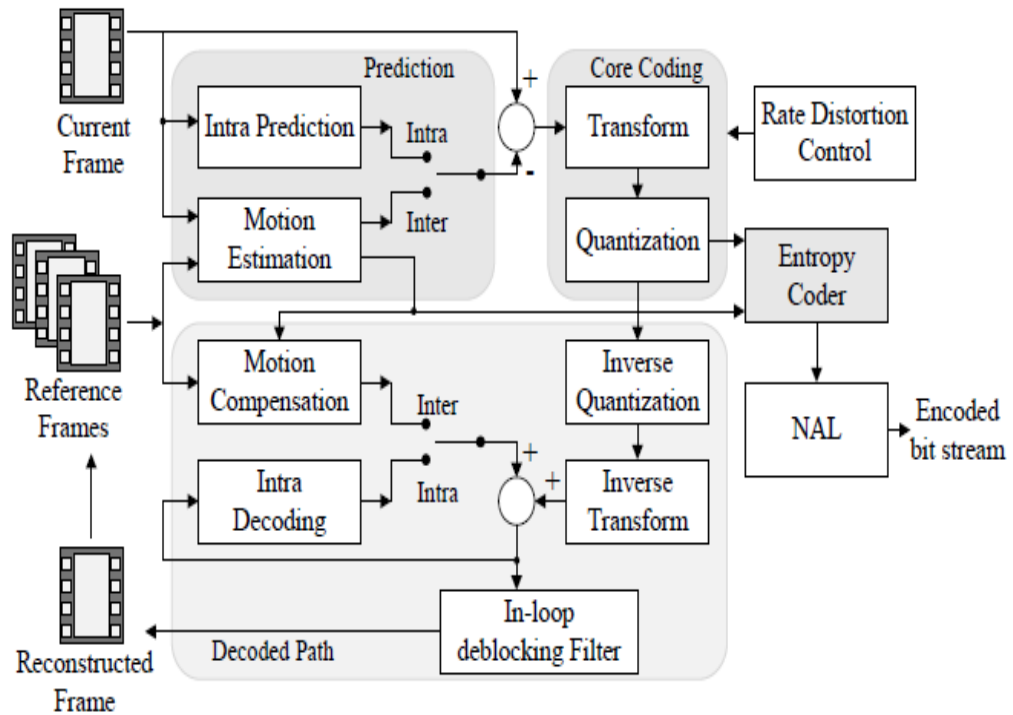 Prediction
Core Coding
+
Current
Frame
Intra Prediction
Intra
Transform
Rate Distortion
Control
-
Inter
Motion
Estimation
Quantization
Entropy
Coder
Reference
Frames
Motion
Compensation
Inter
Inverse
Quantization
NAL
Encoded
bit stream
+
+
Intra
Decoding
Intra
Inverse
Transform
In-loop
deblocking Filter
Decoded Path
Reconstructed
Frame